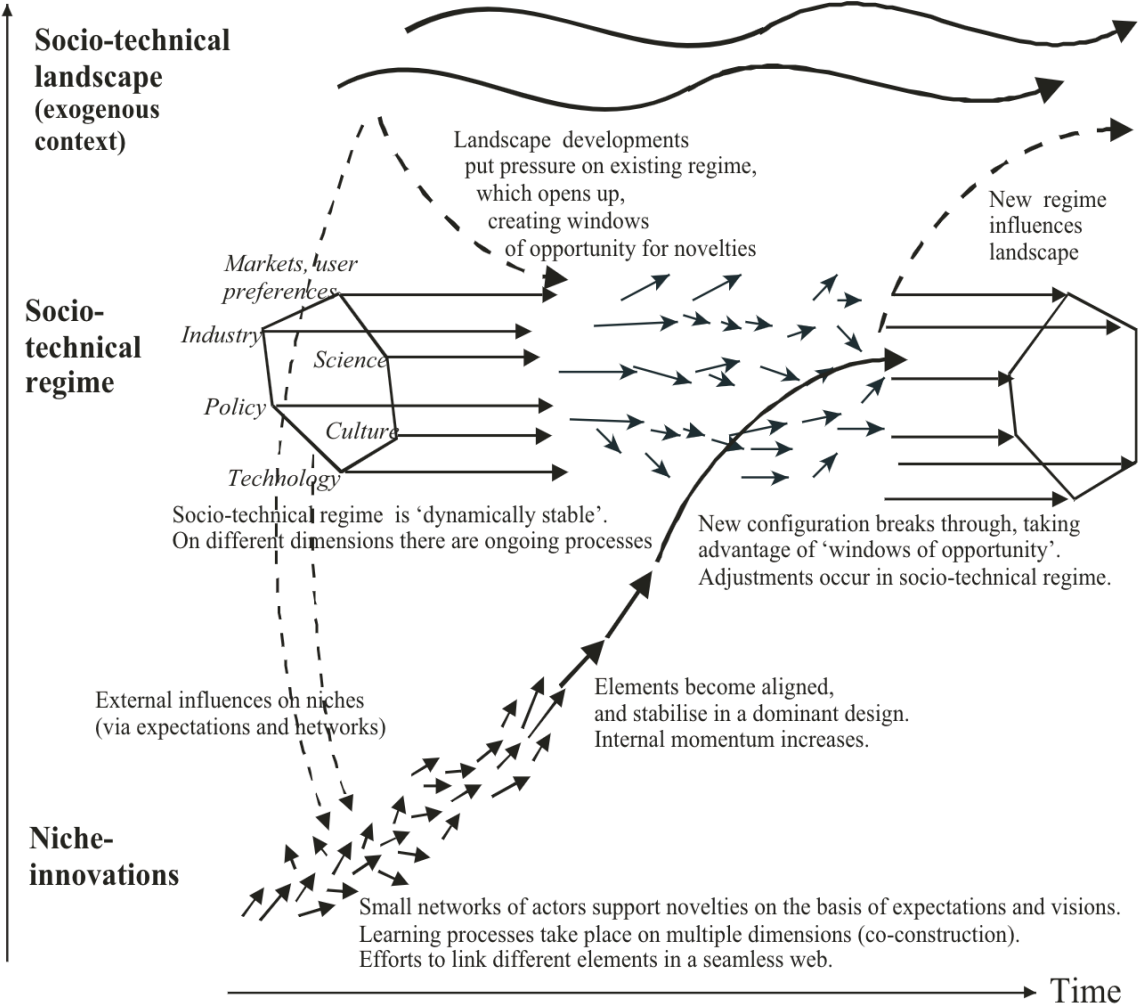 Socio-technical
landscape
(exogenous
context)
Landscape developments
put pressure on existing regime,
which opens up,
creating windows
of opportunity for novelties
New regime
influences
landscape
Markets, user
preferences
Socio-
technical
regime
Industry
Science
Policy
Culture
Technology
Socio-technical regime is ‘dynamically stable’.
On different dimensions there are ongoing processes
New configuration breaks through, taking
advantage of ‘windows of opportunity’.
Adjustments occur in socio-technical regime.
External influences on niches
(via expectations and networks)
Elements become aligned,
and stabilise in a dominant design.
Internal momentum increases.
Niche-
innovations
Small networks of actors support novelties on the basis of expectations and visions.
Learning processes take place on multiple dimensions (co-construction).
Efforts to link different elements in a seamless web.
Time